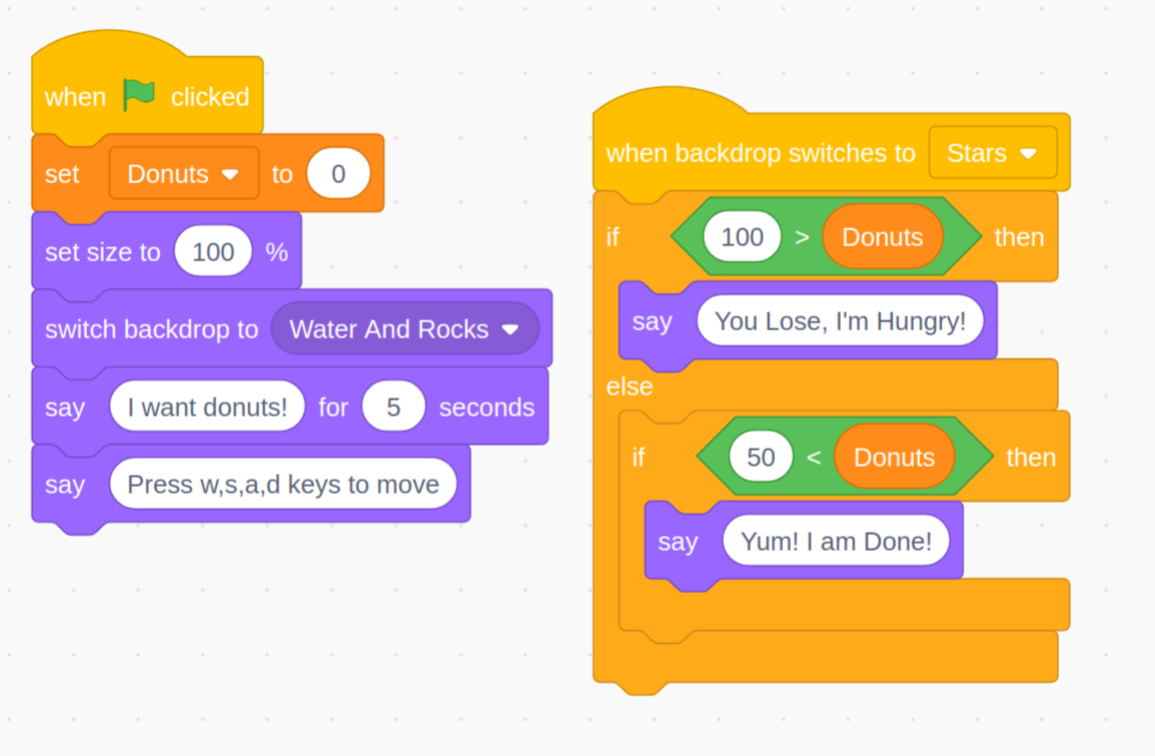 when clicked
set Donuts to 0
set size to 100 %
switch backdrop to Water And Rocks
say I want donuts! for 5 seconds
say Press w,s,a,d keys to move
when backdrop switches to Stars
if 100 > Donuts then
say You Lose, I'm Hungry!
else
if 50 < Donuts then
say Yum! I am Done!